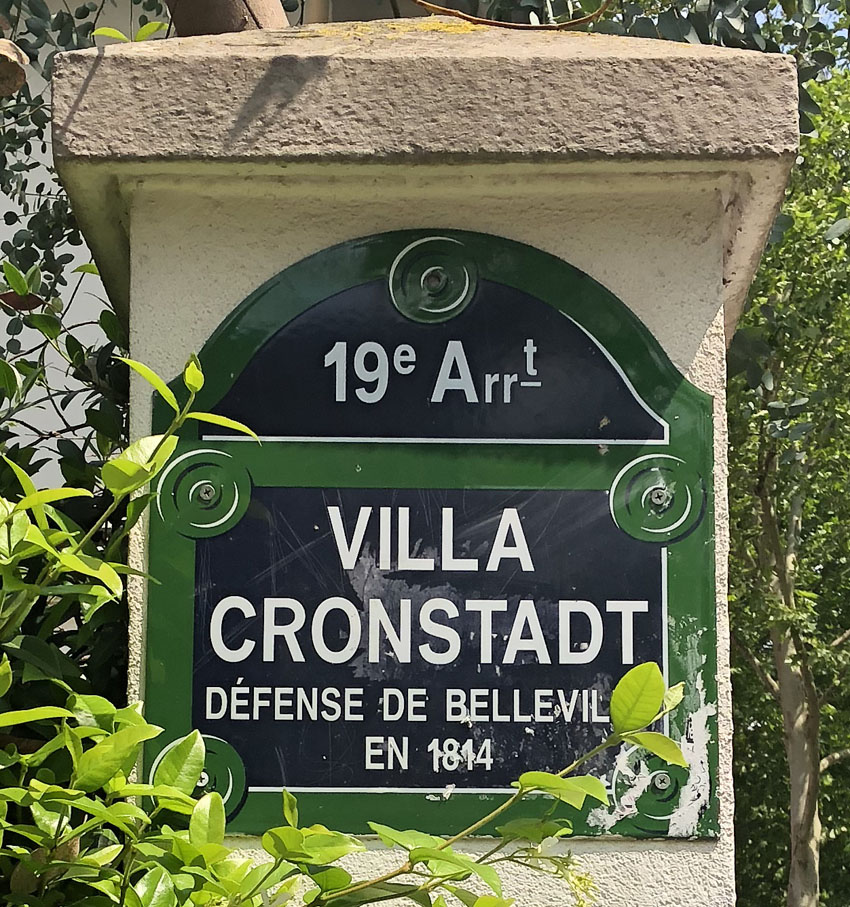 19e Arrt
VILLA
CRONSTADT
DÉFENSE DE BELLEVIL
EN 1814